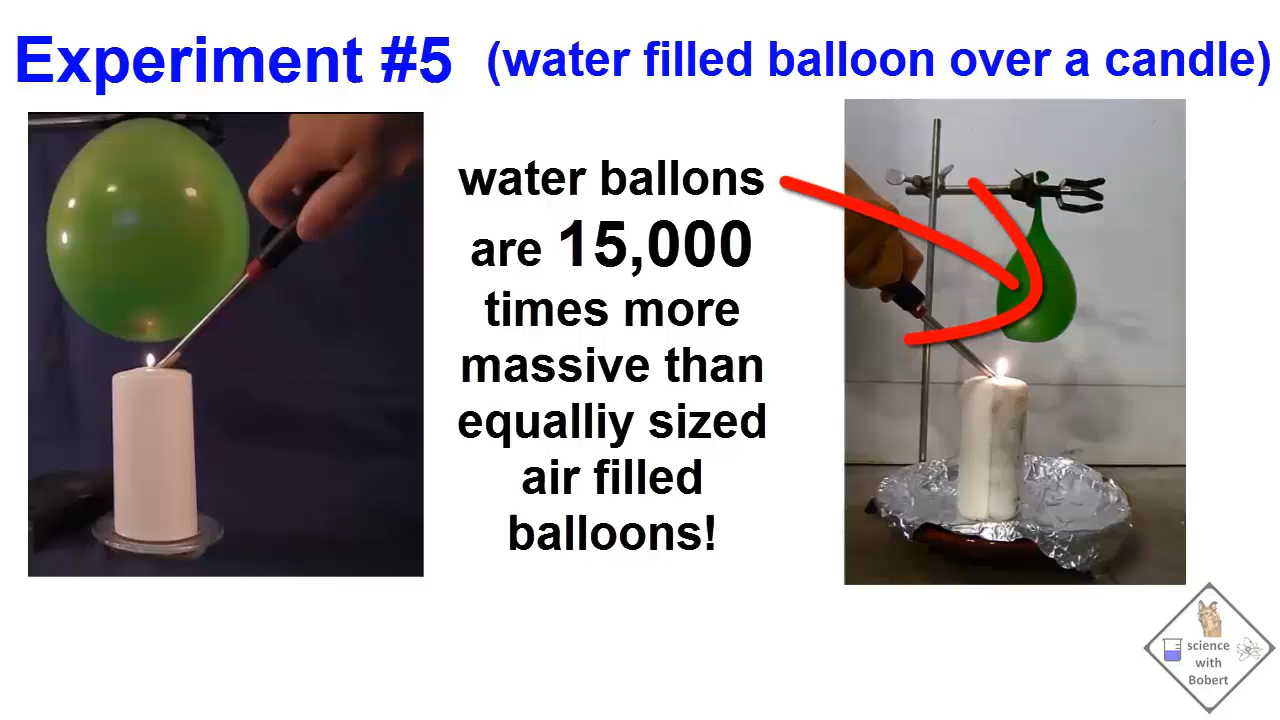 Experiment #5 (water filled balloon over a candle)
water ballons
are 15,000
times more
massive than
equalliy sized
air filled
balloons!
science
with
Bobert